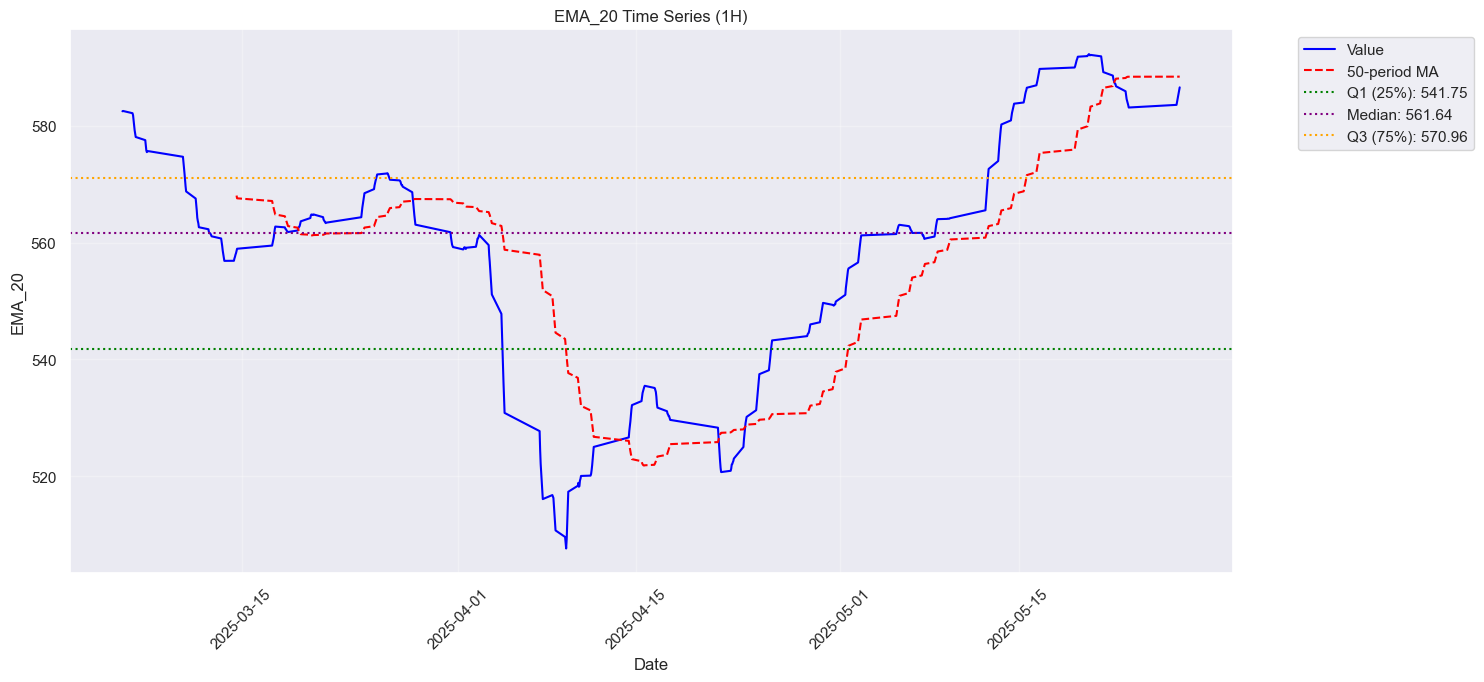 EMA_20 Time Series (1H)
Value
50-period MA
Q1 (25%): 541.75
Median: 561.64
Q3 (75%): 570.96
EMA_20
580
560
540
520
2025-03-15
2025-04-01
2025-04-15
2025-05-01
2025-05-15
Date